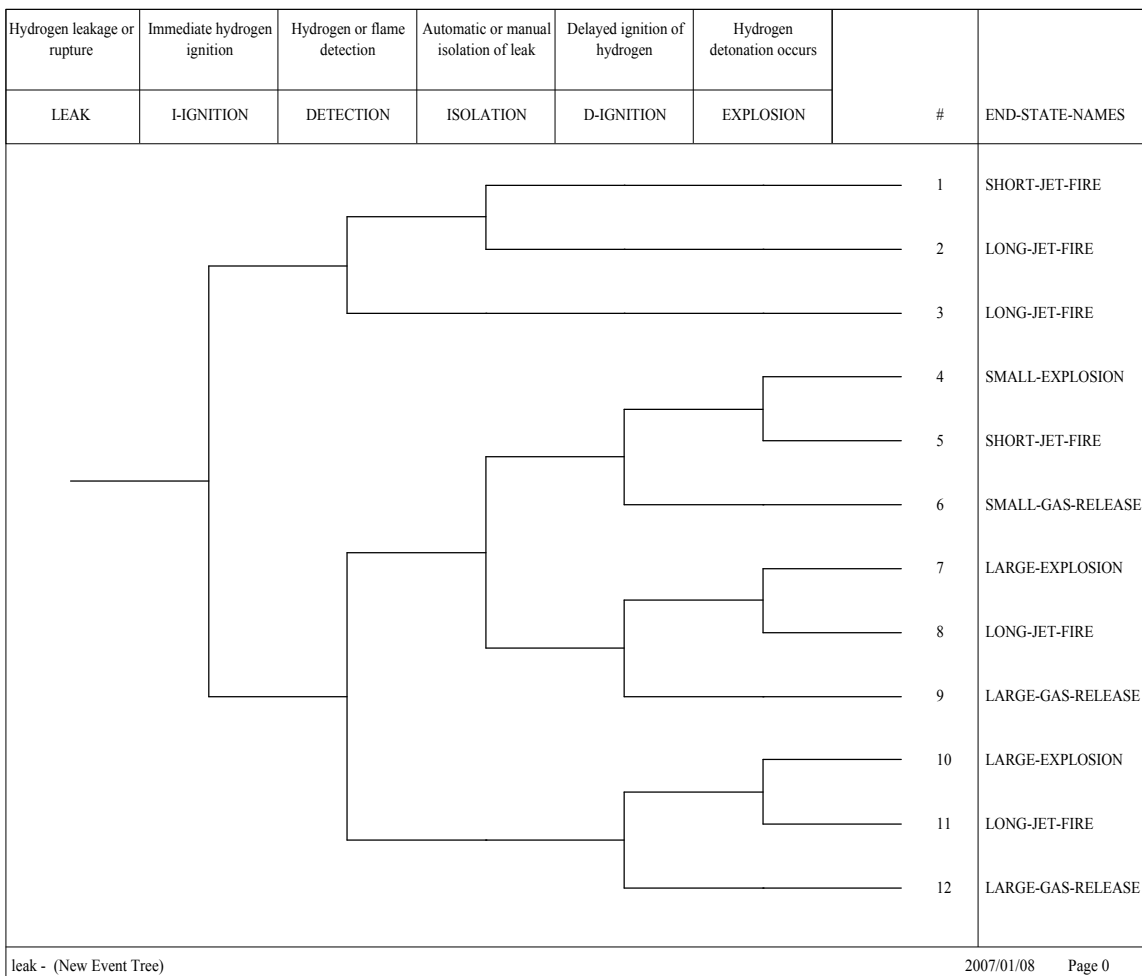 Hydrogen leakage or
rupture
Immediate hydrogen
ignition
Hydrogen or flame
detection
Automatic or manual
isolation of leak
Delayed ignition of
hydrogen
Hydrogen
detonation occurs
LEAK
I-IGNITION
DETECTION
ISOLATION
D-IGNITION
EXPLOSION
#
END-STATE-NAMES
1 SHORT-JET-FIRE
2 LONG-JET-FIRE
3 LONG-JET-FIRE
4 SMALL-EXPLOSION
5 SHORT-JET-FIRE
6 SMALL-GAS-RELEASE
7 LARGE-EXPLOSION
8 LONG-JET-FIRE
9 LARGE-GAS-RELEASE
10 LARGE-EXPLOSION
11 LONG-JET-FIRE
12 LARGE-GAS-RELEASE
leak - (New Event Tree) 2007/01/08 Page 0